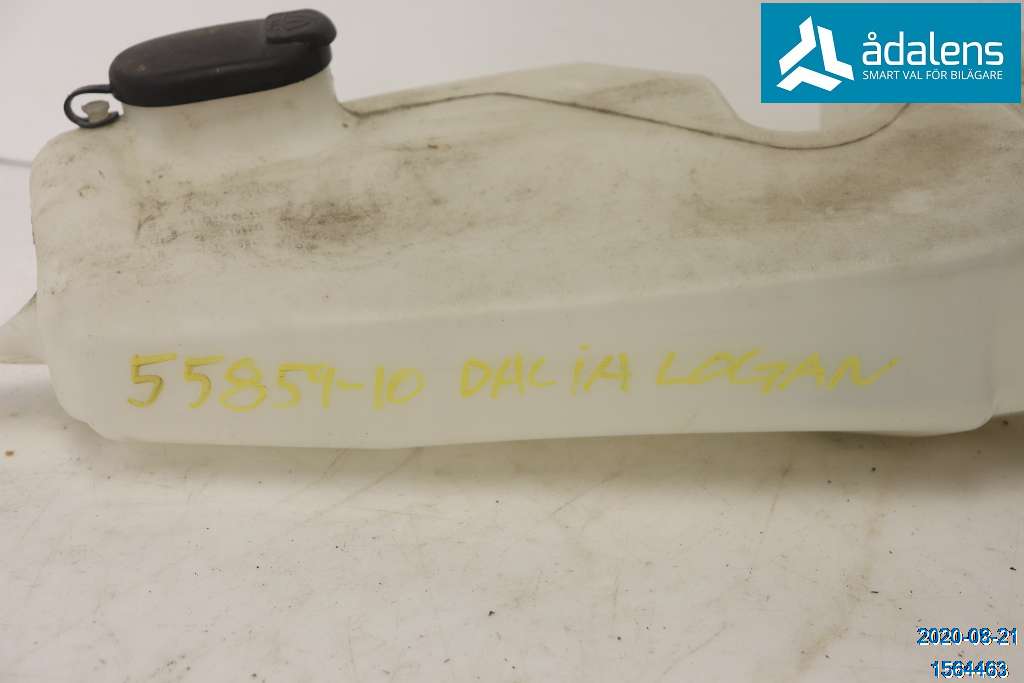 ådalens
SMART VAL FÖR BILÄGARE
55859-10 DACIA LOGAN
2020-08-21
1564463